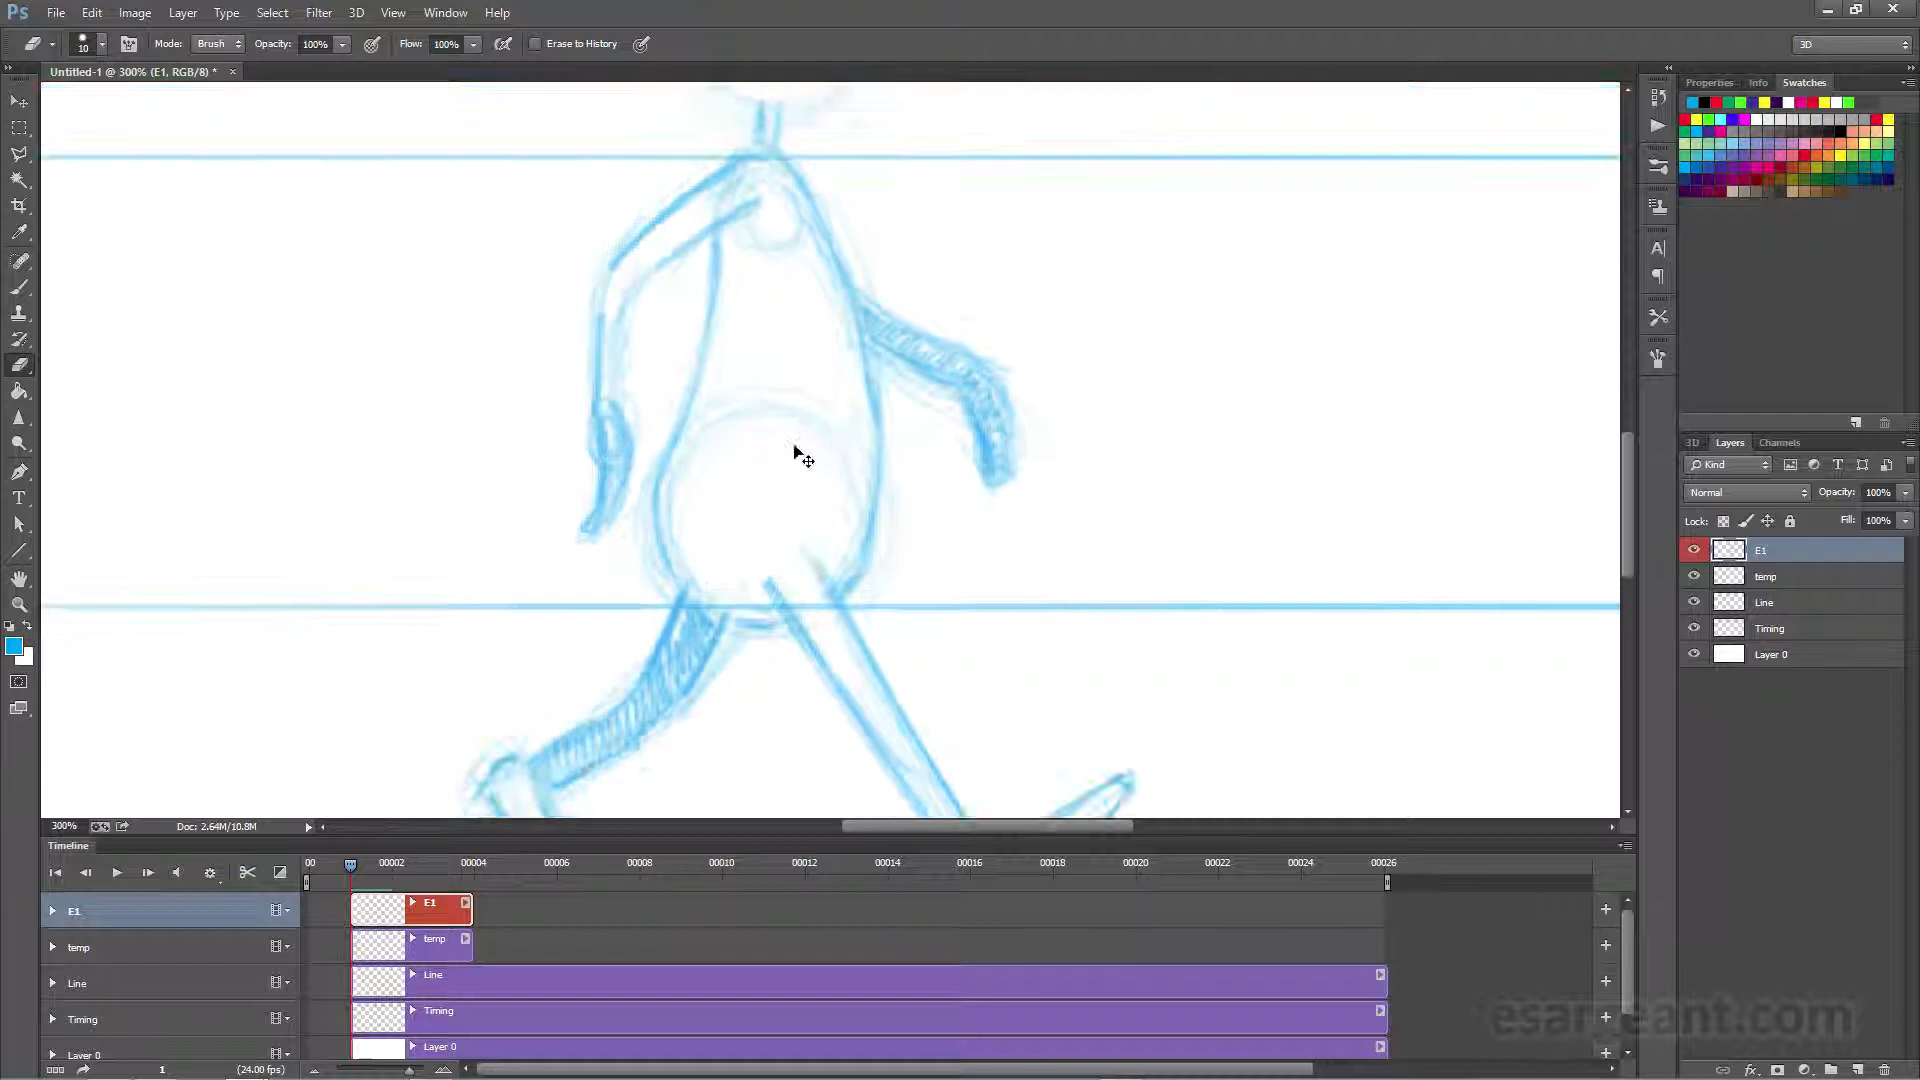 Ps File Edit Image Layer Type Select Filter 3D View Window Help
10 Mode: Brush Opacity: 100% Flow: 100% Erase to History 3D
Untitled-1 @ 300% (E1, RGB/8) * ×
Properties Info Swatches
3D Layers Channels
Kind
Normal Opacity: 100%
Lock: Fill: 100%
E1
temp
Line
Timing
Layer 0
300% Doc: 2.64M/10.8M
Timeline
00 00002 00004 00006 00008 00010 00012 00014 00016 00018 00020 00022 00024 00026
E1 E1
temp temp
Line Line
Timing Timing
Layer 0 Layer 0
1 (24.00 fps)
esargeant.com